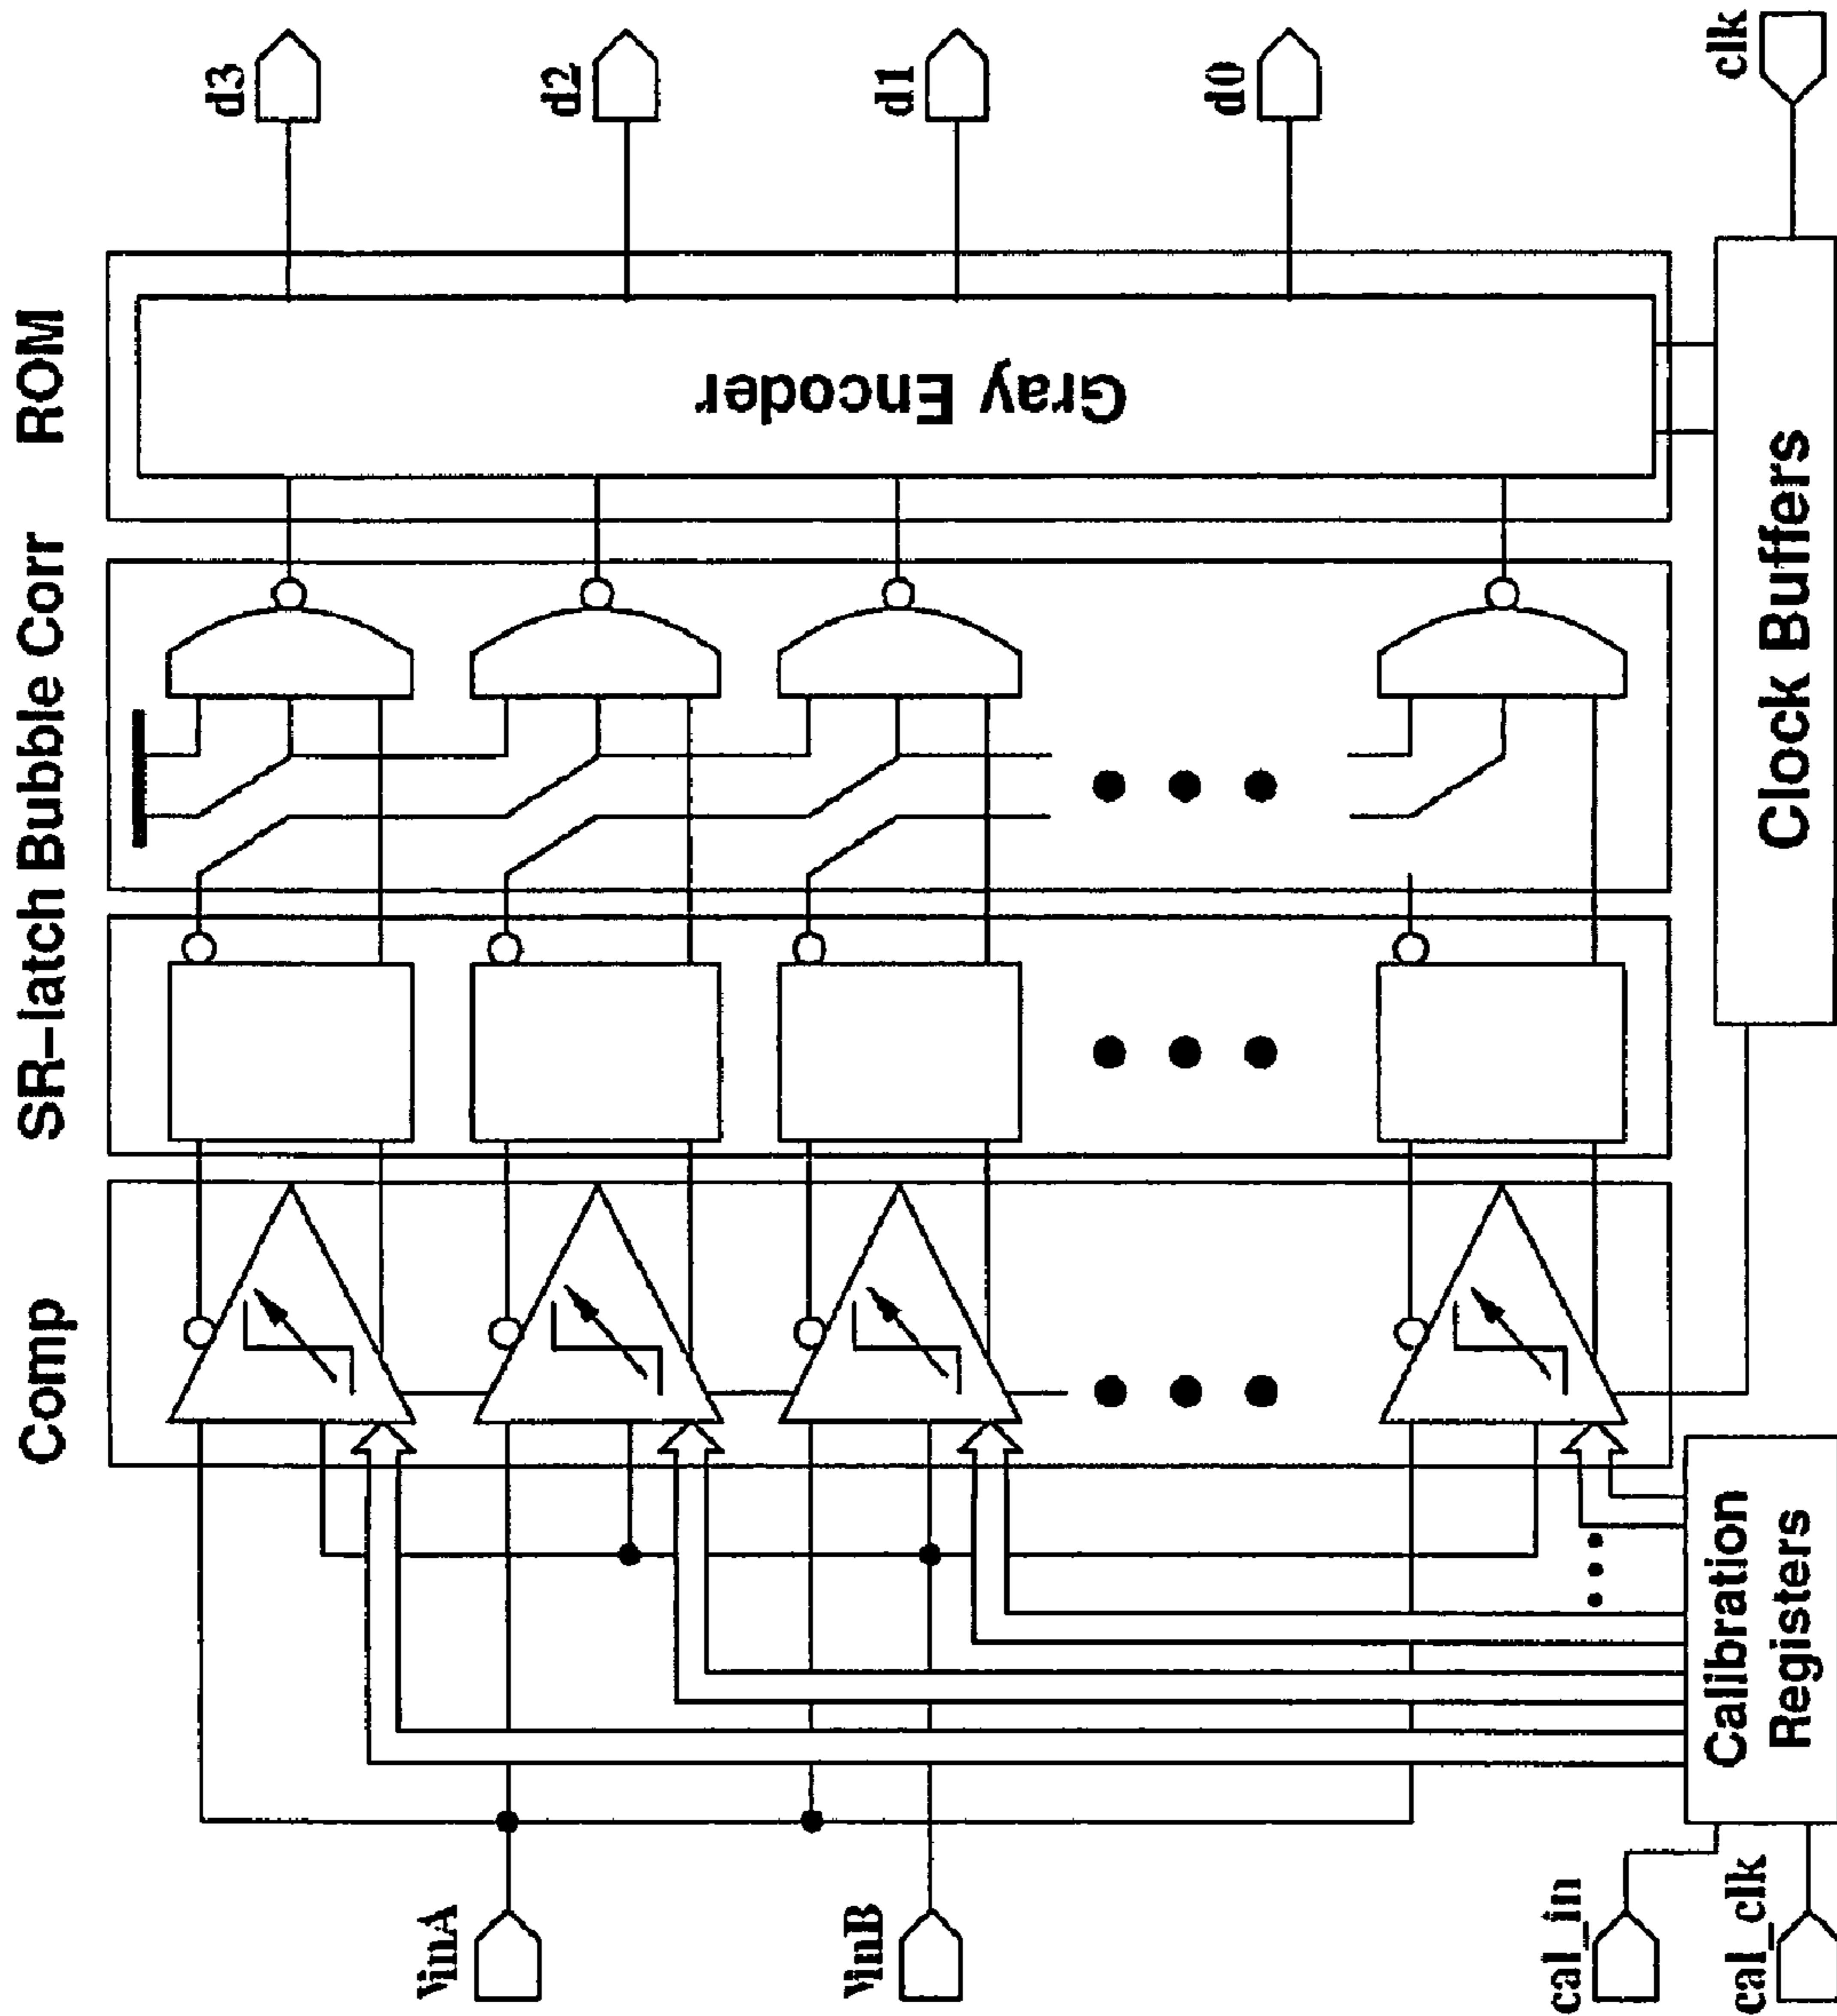 Comp
SR-latch
Bubble Corr
ROM
vinA
vinB
cal_in
cal_clk
Calibration
Registers
Clock Buffers
Gray Encoder
d3
d2
d1
d0
clk